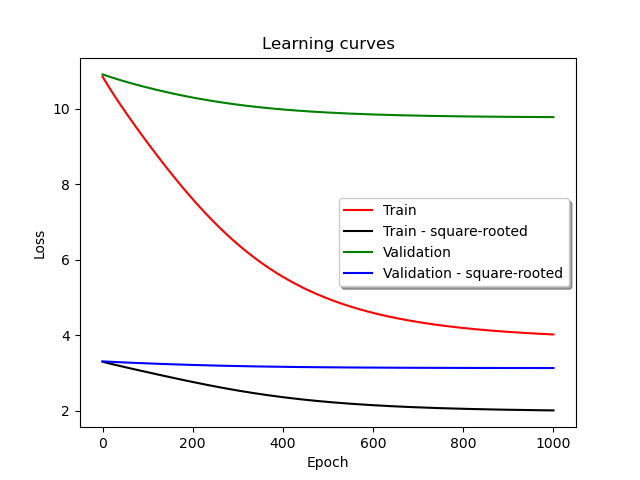 Learning curves
10
8
6
4
2
Loss
Train
Train - square-rooted
Validation
Validation - square-rooted
0 200 400 600 800 1000
Epoch